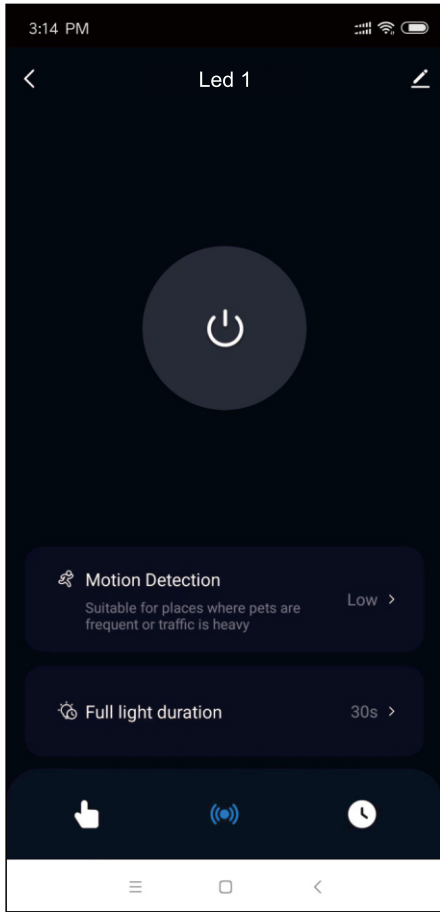 3:14 PM
Led 1
Motion Detection
Suitable for places where pets are
frequent or traffic is heavy
Low
Full light duration
30s